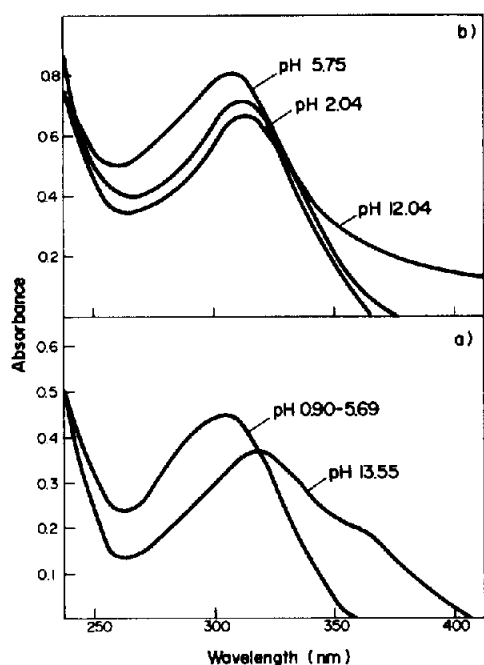 b)
0.8
0.6
0.4
0.2
pH 5.75
pH 2.04
pH 12.04
Absorbance
a)
0.6
0.5
0.4
0.3
0.2
0.1
pH 0.90-5.69
pH 13.55
250 300 350 400
Wavelength (nm)